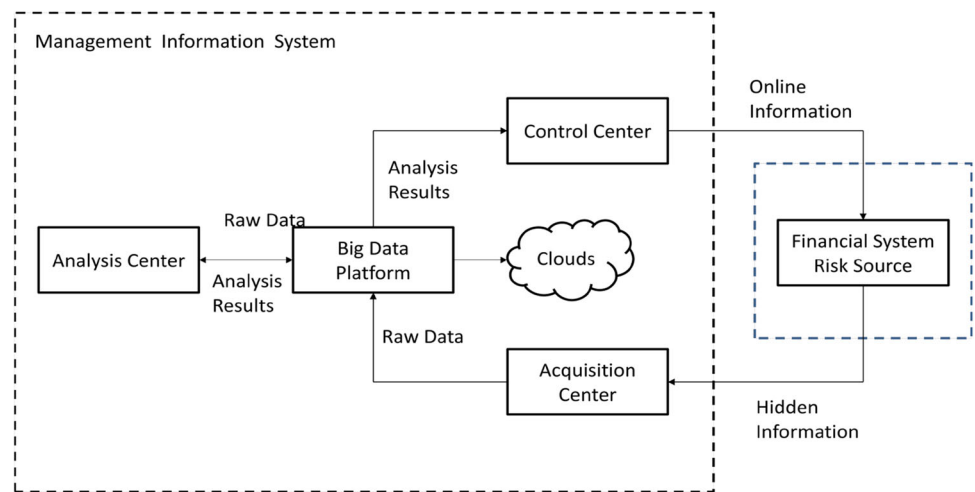 Management Information System
Online
Information
Control Center
Analysis
Results
Raw Data
Analysis Center
Big Data
Platform
Clouds
Financial System
Risk Source
Analysis
Results
Raw Data
Acquisition
Center
Hidden
Information